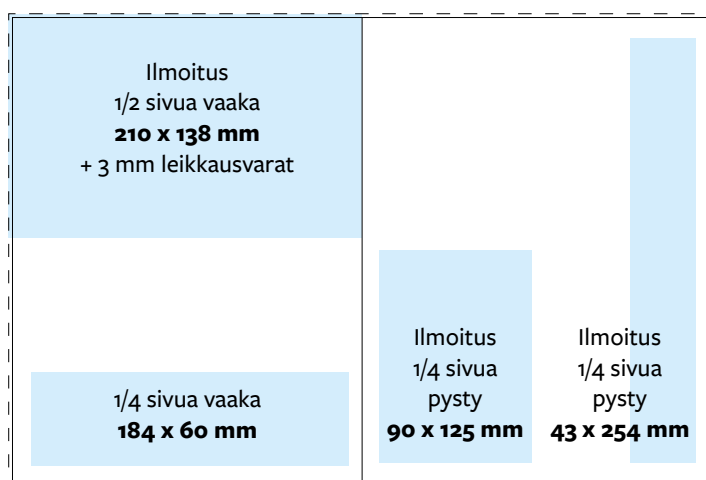 Ilmoitus
1/2 sivua vaaka
210 x 138 mm
+ 3 mm leikkausvarat
1/4 sivua vaaka
184 x 60 mm
Ilmoitus
1/4 sivua
pysty
90 x 125 mm
Ilmoitus
1/4 sivua
pysty
43 x 254 mm